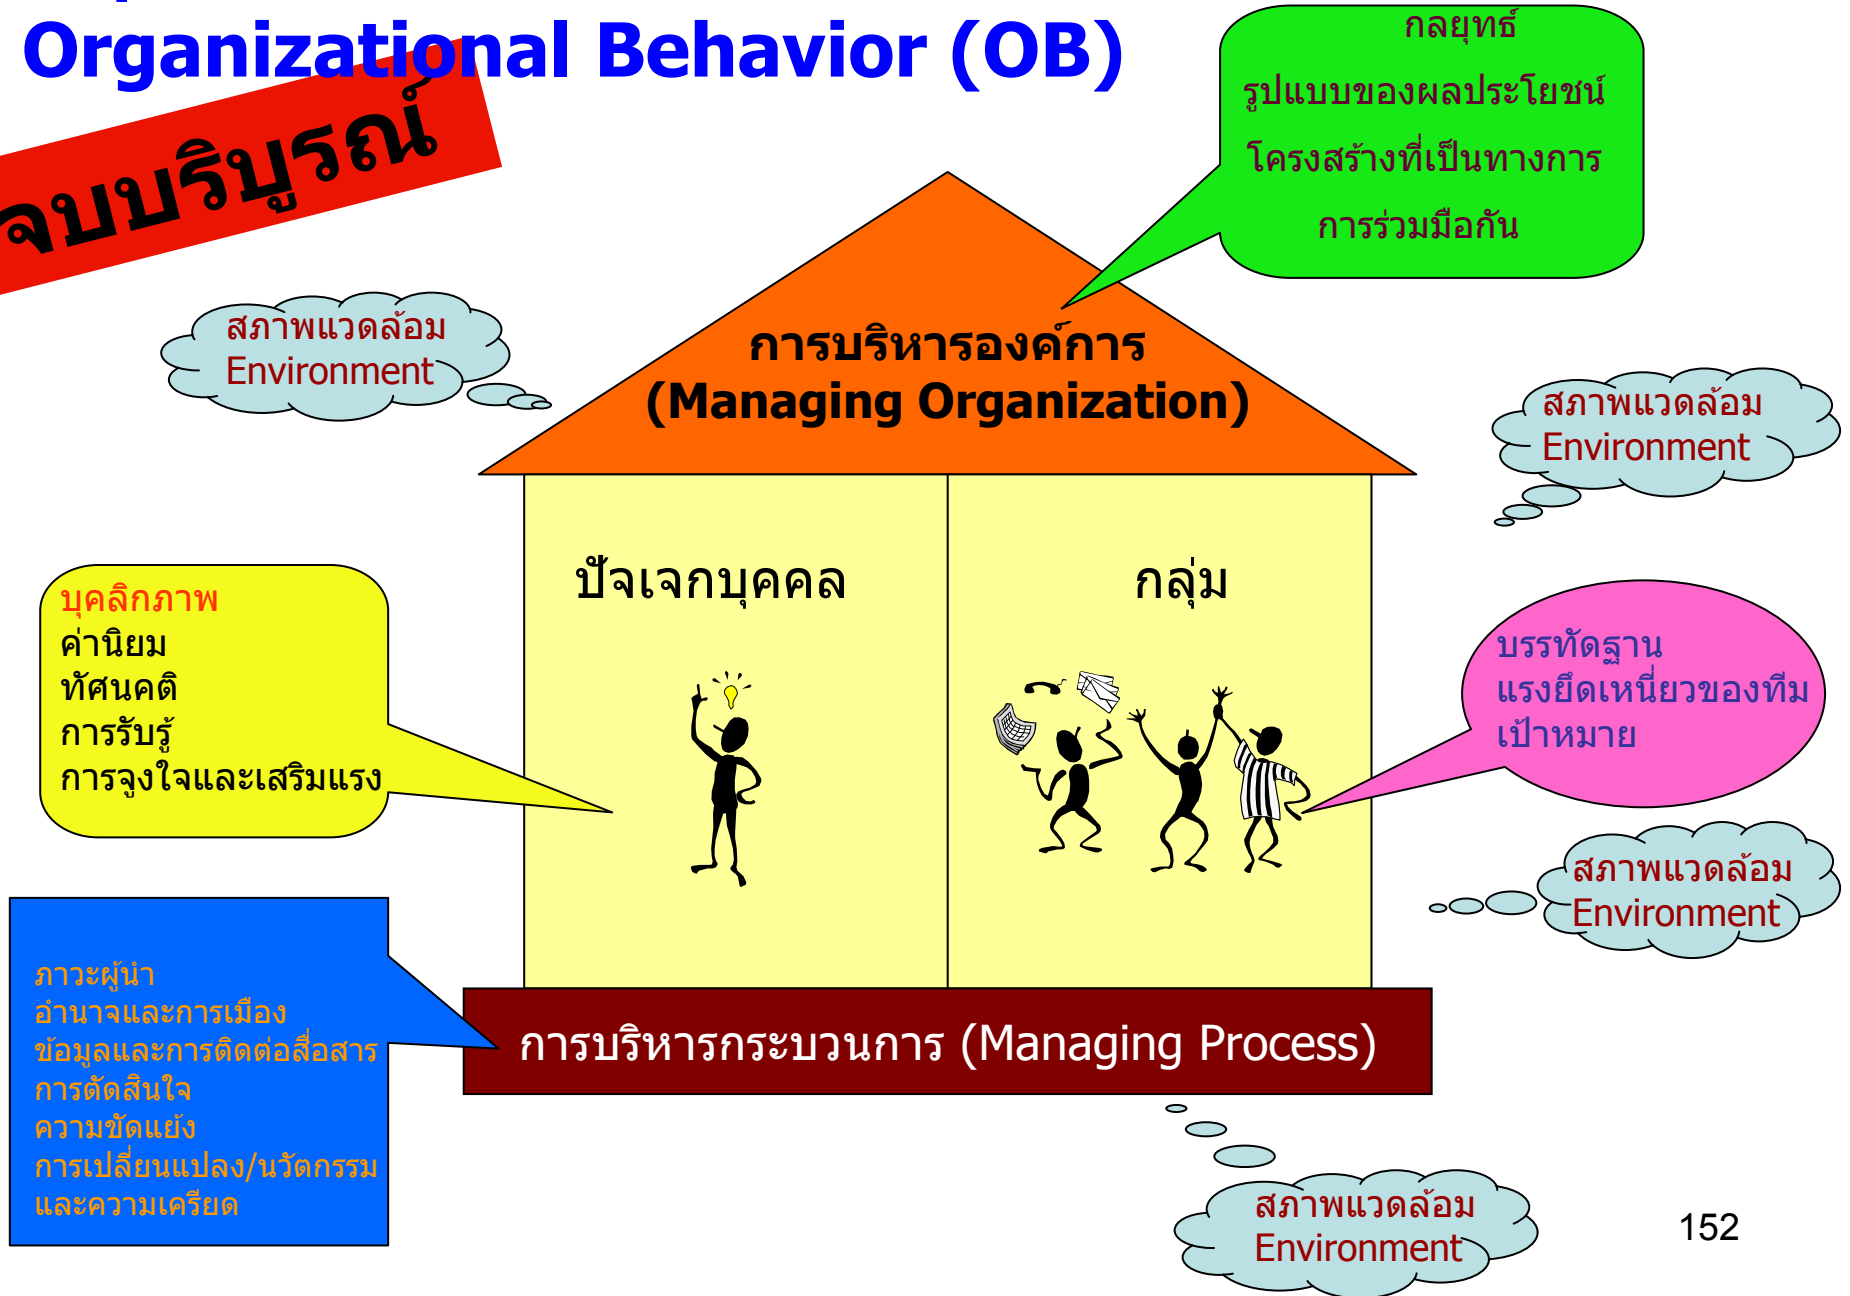 Organizational Behavior (OB)
จบบริบูรณ์
กลยุทธ์
รูปแบบของผลประโยชน์
โครงสร้างที่เป็นทางการ
การร่วมมือกัน
สภาพแวดล้อม
Environment
การบริหารองค์การ
(Managing Organization)
สภาพแวดล้อม
Environment
ปัจเจกบุคคล
กลุ่ม
บุคลิกภาพ
ค่านิยม
ทัศนคติ
การรับรู้
การจูงใจและเสริมแรง
บรรทัดฐาน
แรงยึดเหนี่ยวของทีม
เป้าหมาย
สภาพแวดล้อม
Environment
ภาวะผู้นำ
อำนาจและการเมือง
ข้อมูลและการติดต่อสื่อสาร
การตัดสินใจ
ความขัดแย้ง
การเปลี่ยนแปลง/นวัตกรรม
และความเครียด
การบริหารกระบวนการ (Managing Process)
สภาพแวดล้อม
Environment
152